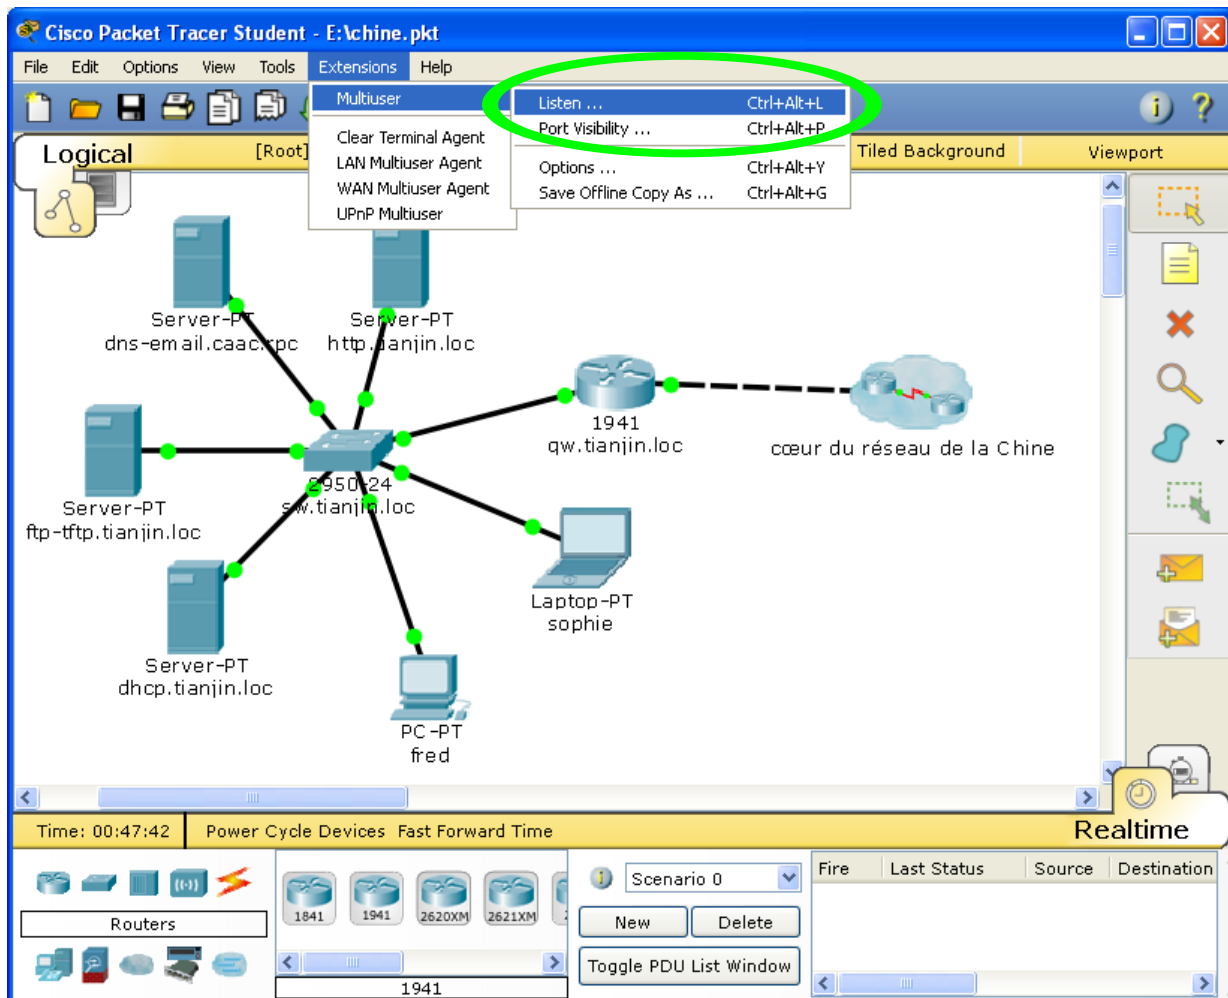 Cisco Packet Tracer Student - E:\chine.pkt
File Edit Options View Tools Extensions Help
Multiuser
Clear Terminal Agent
LAN Multiuser Agent
WAN Multiuser Agent
UPnP Multiuser
Listen ... Ctrl+Alt+L
Port Visibility ... Ctrl+Alt+P
Options ... Ctrl+Alt+Y
Save Offline Copy As ... Ctrl+Alt+G
Logical [Root] Tiled Background Viewport
Server-PT
dns-email.caac.rpc
Server-PT
http.tianjin.loc
1941
gw.tianjin.loc
cœur du réseau de la Chine
Server-PT
ftp-tftp.tianjin.loc
2950-24
sw.tianjin.loc
Laptop-PT
sophie
Server-PT
dhcp.tianjin.loc
PC-PT
fred
Time: 00:47:42 Power Cycle Devices Fast Forward Time Realtime
Routers
1841 1941 2620XM 2621XM
1941
Scenario 0
New Delete
Toggle PDU List Window
Fire Last Status Source Destination